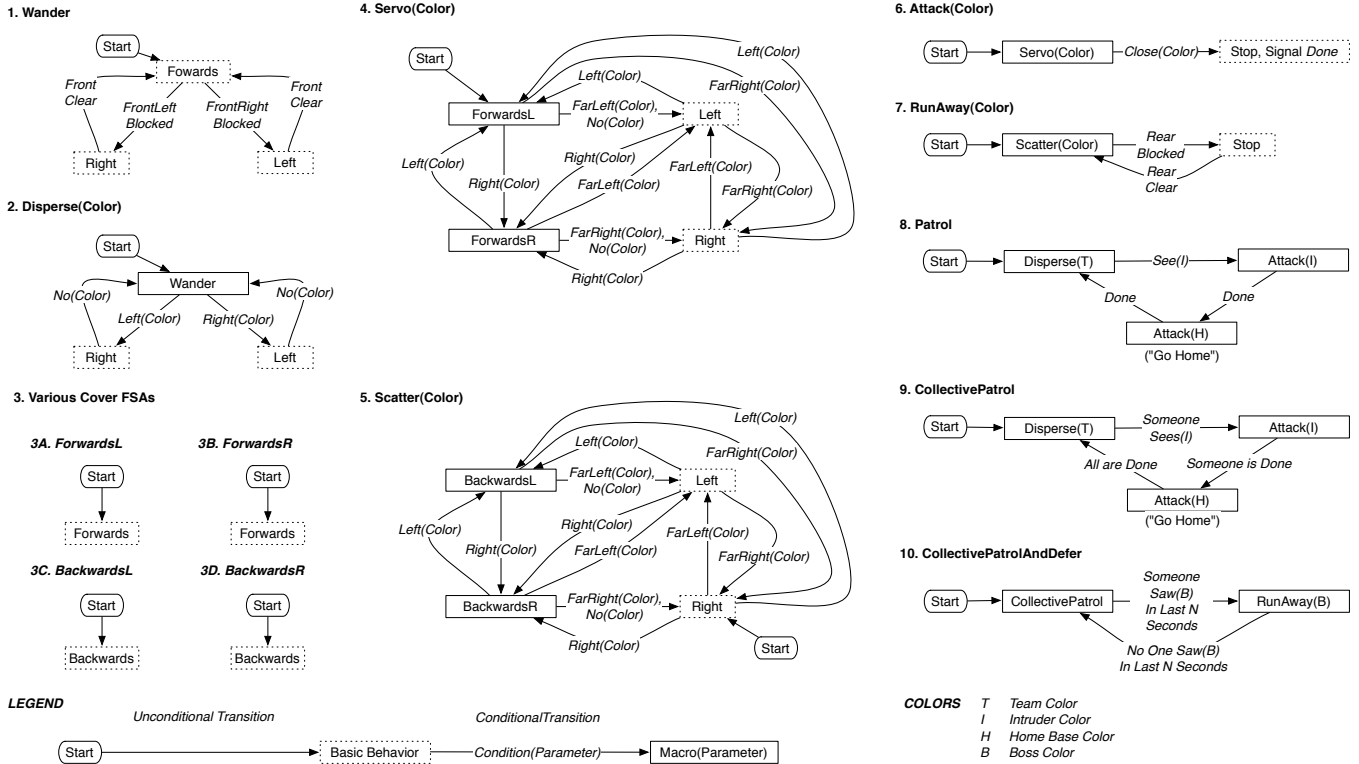 1. Wander
Start
Fowards
Front
Clear
FrontLeft
Blocked
FrontRight
Blocked
Front
Clear
Right
Left
2. Disperse(Color)
Start
Wander
No(Color)
Left(Color)
Right(Color)
No(Color)
Right
Left
3. Various Cover FSAs
3A. ForwardsL
Start
Forwards
3B. ForwardsR
Start
Forwards
3C. BackwardsL
Start
Backwards
3D. BackwardsR
Start
Backwards
4. Servo(Color)
Start
Left(Color)
Left(Color)
FarRight(Color)
ForwardsL
FarLeft(Color),
No(Color)
Left
Left(Color)
Right(Color)
Right(Color)
FarLeft(Color)
FarLeft(Color)
FarRight(Color)
ForwardsR
FarRight(Color),
No(Color)
Right
Right(Color)
5. Scatter(Color)
Left(Color)
Left(Color)
FarRight(Color)
BackwardsL
FarLeft(Color),
No(Color)
Left
Left(Color)
Right(Color)
Right(Color)
FarLeft(Color)
FarLeft(Color)
FarRight(Color)
BackwardsR
FarRight(Color),
No(Color)
Right
Right(Color)
Start
6. Attack(Color)
Start
Servo(Color)
Close(Color)
Stop, Signal Done
7. RunAway(Color)
Start
Scatter(Color)
Rear
Blocked
Stop
Rear
Clear
8. Patrol
Start
Disperse(T)
See(I)
Attack(I)
Done
Done
Attack(H)
("Go Home")
9. CollectivePatrol
Start
Disperse(T)
Someone
Sees(I)
Attack(I)
All are Done
Someone is Done
Attack(H)
("Go Home")
10. CollectivePatrolAndDefer
Start
CollectivePatrol
Someone
Saw(B)
In Last N
Seconds
RunAway(B)
No One Saw(B)
In Last N Seconds
LEGEND
Unconditional Transition
ConditionalTransition
Start
Basic Behavior
Condition(Parameter)
Macro(Parameter)
COLORS T Team Color
I Intruder Color
H Home Base Color
B Boss Color